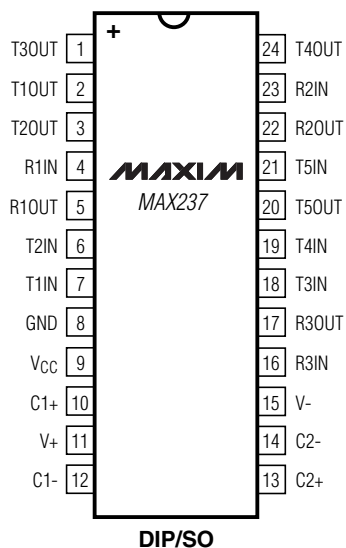 +
T3OUT 1 24 T4OUT
T1OUT 2 23 R2IN
T2OUT 3 22 R2OUT
R1IN 4 MAXIM 21 T5IN
R1OUT 5 MAX237 20 T5OUT
T2IN 6 19 T4IN
T1IN 7 18 T3IN
GND 8 17 R3OUT
VCC 9 16 R3IN
C1+ 10 15 V-
V+ 11 14 C2-
C1- 12 13 C2+
DIP/SO